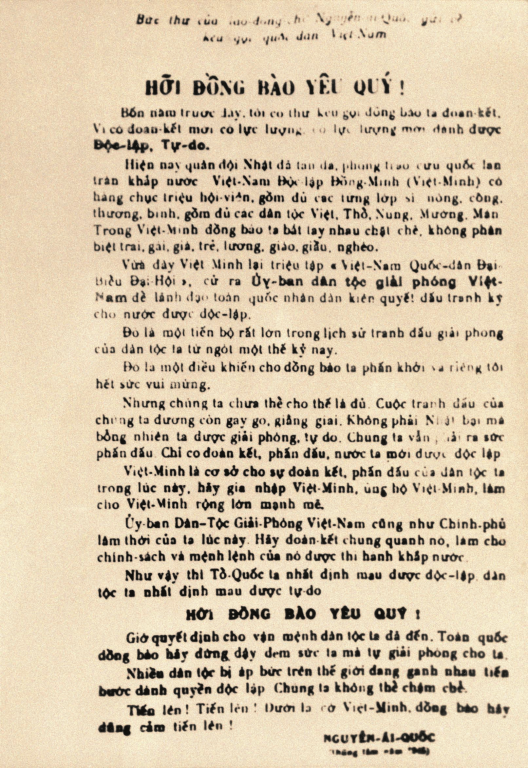 Bức thư của lão đồng chí Nguyễn-ái-Quốc gửi
kêu gọi quốc dân Việt-Nam
HỠI ĐỒNG BÀO YÊU QUÝ !
Bốn năm trước đây, tôi có thư kêu gọi đồng bào ta đoàn-kết.
Vì có đoàn-kết mới có lực lượng, có lực lượng mới dành được
Độc-lập, Tự-do.
Hiện nay quân đội Nhật đã tan dã, phong trào cứu quốc lan
tràn khắp nước Việt-Nam Độc lập Đồng-Minh (Việt-Minh) có
hàng chục triệu hội-viên, gồm đủ các từng lớp sĩ nông, công,
thương, binh, gồm đủ các dân tộc Việt, Thổ, Nùng, Mường, Mán
Trong Việt-Minh đồng bào ta bắt tay nhau chặt chẽ, không phân
biệt trai, gái, già, trẻ, lương, giáo, giầu, nghèo.
Vừa đây Việt Minh lại triệu tập « Việt-Nam Quốc-dân Đại-
Biểu Đại-Hội », cử ra Ủy-ban dân tộc giải phóng Việt-
Nam để lãnh đạo toàn quốc nhân dân kiên quyết đấu tranh kỳ
cho nước được độc-lập.
Đó là một tiến bộ rất lớn trong lịch sử tranh đấu giải phóng
của dân tộc ta từ ngót một thế kỷ nay.
Đó là một điều khiến cho đồng bào ta phấn khởi và riêng tôi
hết sức vui mừng.
Nhưng chúng ta chưa thể cho thế là đủ. Cuộc tranh đấu của
chúng ta đương còn gay go, giằng giai. Không phải Nhật bại mà
bỗng nhiên ta được giải phóng, tự do. Chúng ta vẫn phải ra sức
phấn đấu. Chỉ có đoàn kết, phấn đấu, nước ta mới được độc lập
Việt-Minh là cơ sở cho sự đoàn kết, phấn đấu của dân tộc ta
trong lúc này, hãy gia nhập Việt-Minh, ủng hộ Việt-Minh, làm
cho Việt-Minh rộng lớn mạnh mẽ.
Ủy-ban Dân-Tộc Giải-Phóng Việt-Nam cũng như Chính-phủ
lâm thời của ta lúc này. Hãy đoàn-kết chung quanh nó, làm cho
chính-sách và mệnh lệnh của nó được thi hành khắp nước.
Như vậy thì Tổ-Quốc ta nhất định mau được độc-lập, dân
tộc ta nhất định mau được tự-do
HỠI ĐỒNG BÀO YÊU QUÝ !
Giờ quyết định cho vận mệnh dân tộc ta đã đến. Toàn quốc
đồng bào hãy đứng dậy đem sức ta mà tự giải phóng cho ta.
Nhiều dân tộc bị áp bức trên thế giới đang ganh nhau tiến
bước dành quyền độc lập Chúng ta không thể chậm chễ.
Tiến lên ! Tiến lên ! Dưới lá cờ Việt-Minh, đồng bào hãy
dũng cảm tiến lên !
NGUYỄN-ÁI-QUỐC
Tháng tám năm 1945